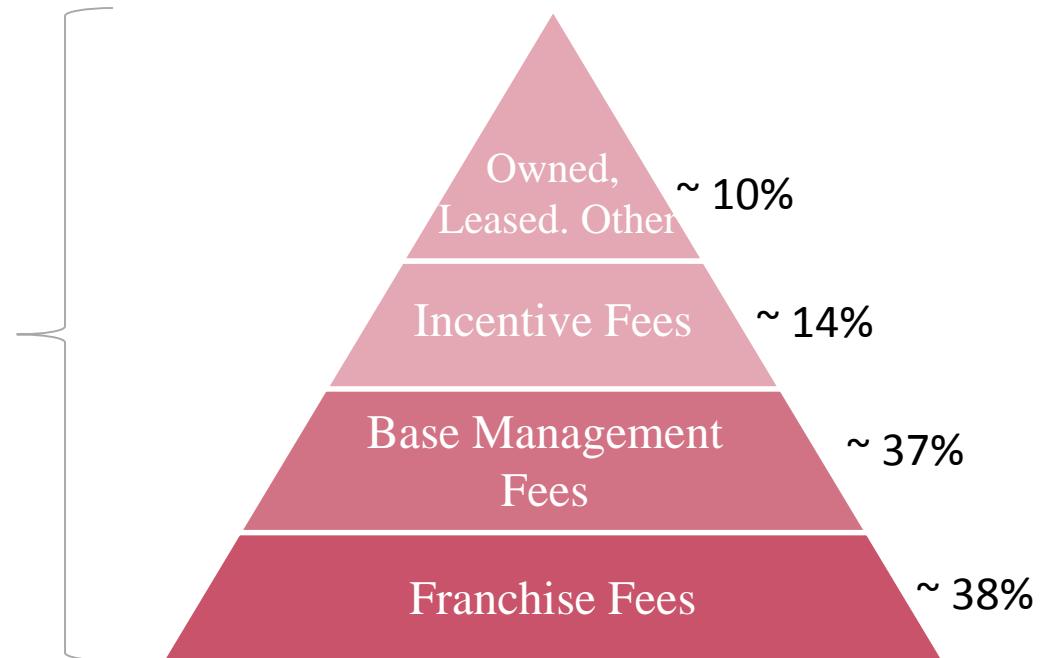 Owned,
Leased. Other
~ 10%
Incentive Fees
~ 14%
Base Management
Fees
~ 37%
Franchise Fees
~ 38%